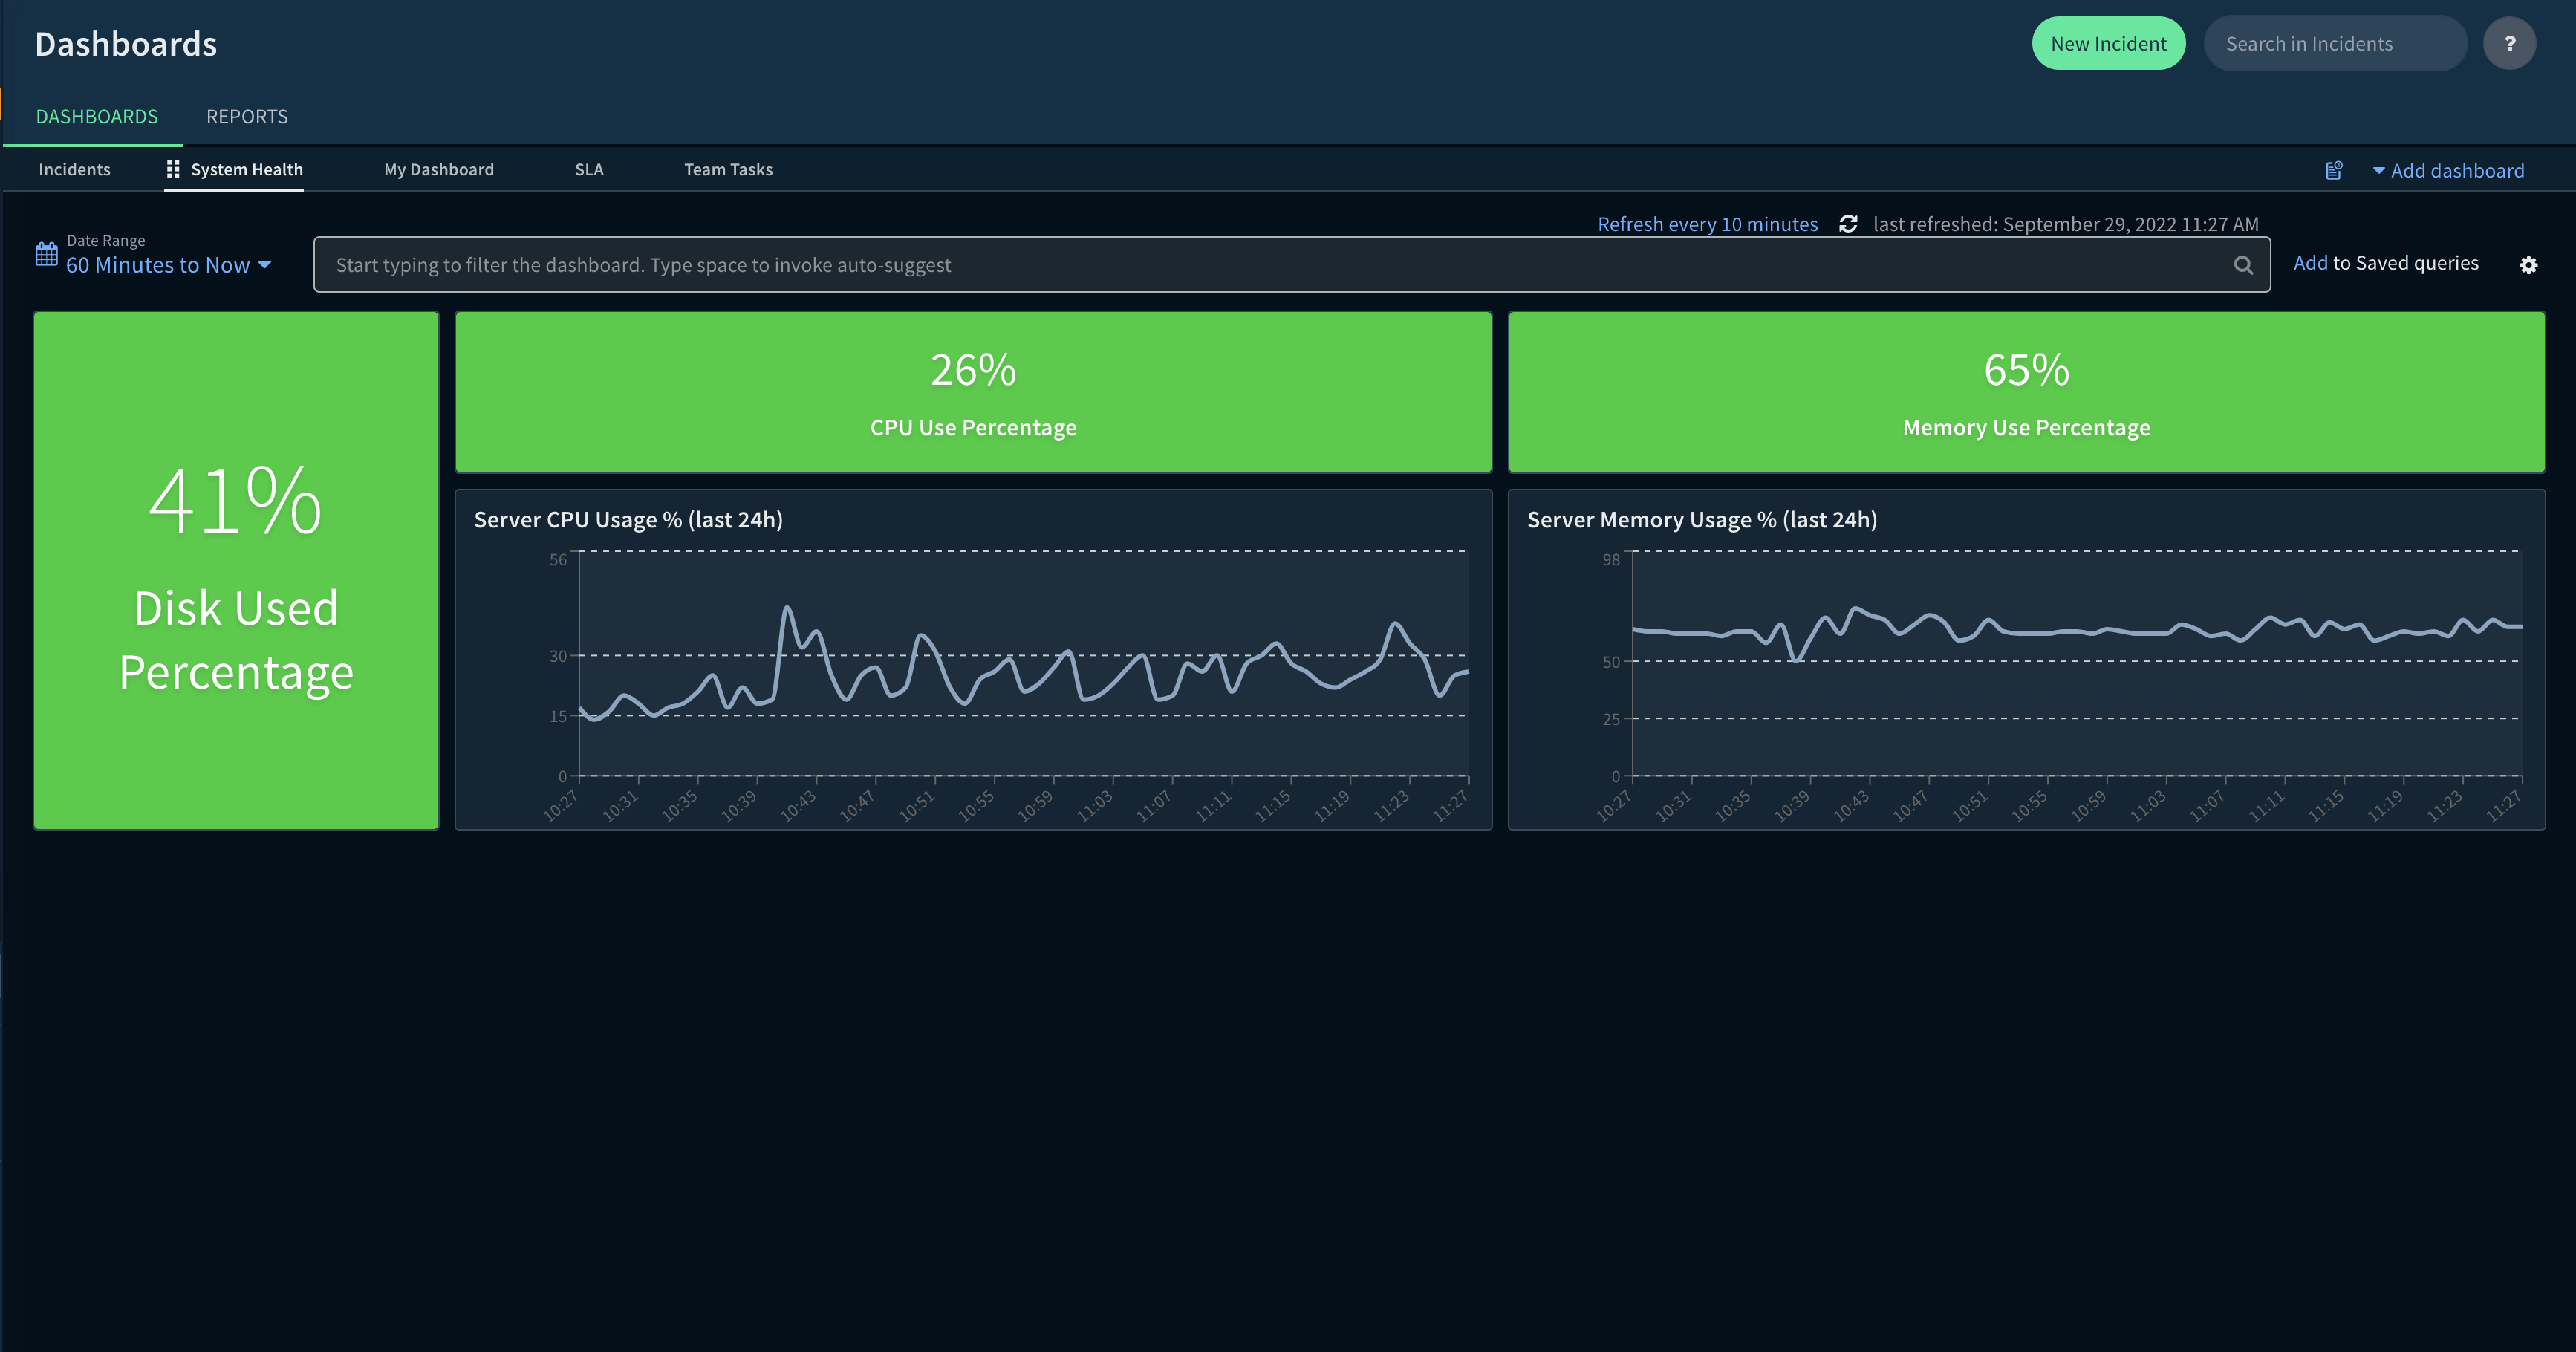 Dashboards
New Incident
Search in Incidents
?
DASHBOARDS
REPORTS
Incidents
System Health
My Dashboard
SLA
Team Tasks
Add dashboard
Refresh every 10 minutes
last refreshed: September 29, 2022 11:27 AM
Date Range
60 Minutes to Now
Start typing to filter the dashboard. Type space to invoke auto-suggest
Add to Saved queries
41%
Disk Used
Percentage
26%
CPU Use Percentage
65%
Memory Use Percentage
Server CPU Usage % (last 24h)
56
30
15
0
10:27 10:31 10:35 10:39 10:43 10:47 10:51 10:55 10:59 11:03 11:07 11:11 11:15 11:19 11:23 11:27
Server Memory Usage % (last 24h)
98
50
25
0
10:27 10:31 10:35 10:39 10:43 10:47 10:51 10:55 10:59 11:03 11:07 11:11 11:15 11:19 11:23 11:27